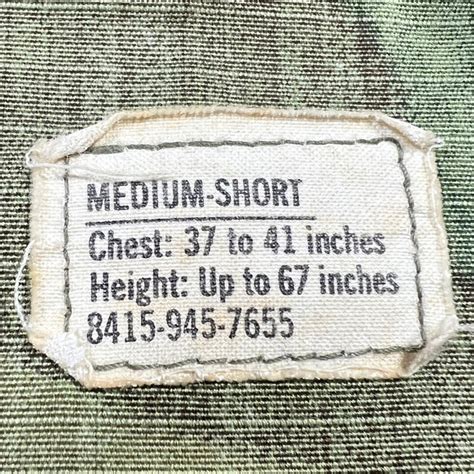 MEDIUM-SHORT
Chest: 37 to 41 inches
Height: Up to 67 inches
8415-945-7655